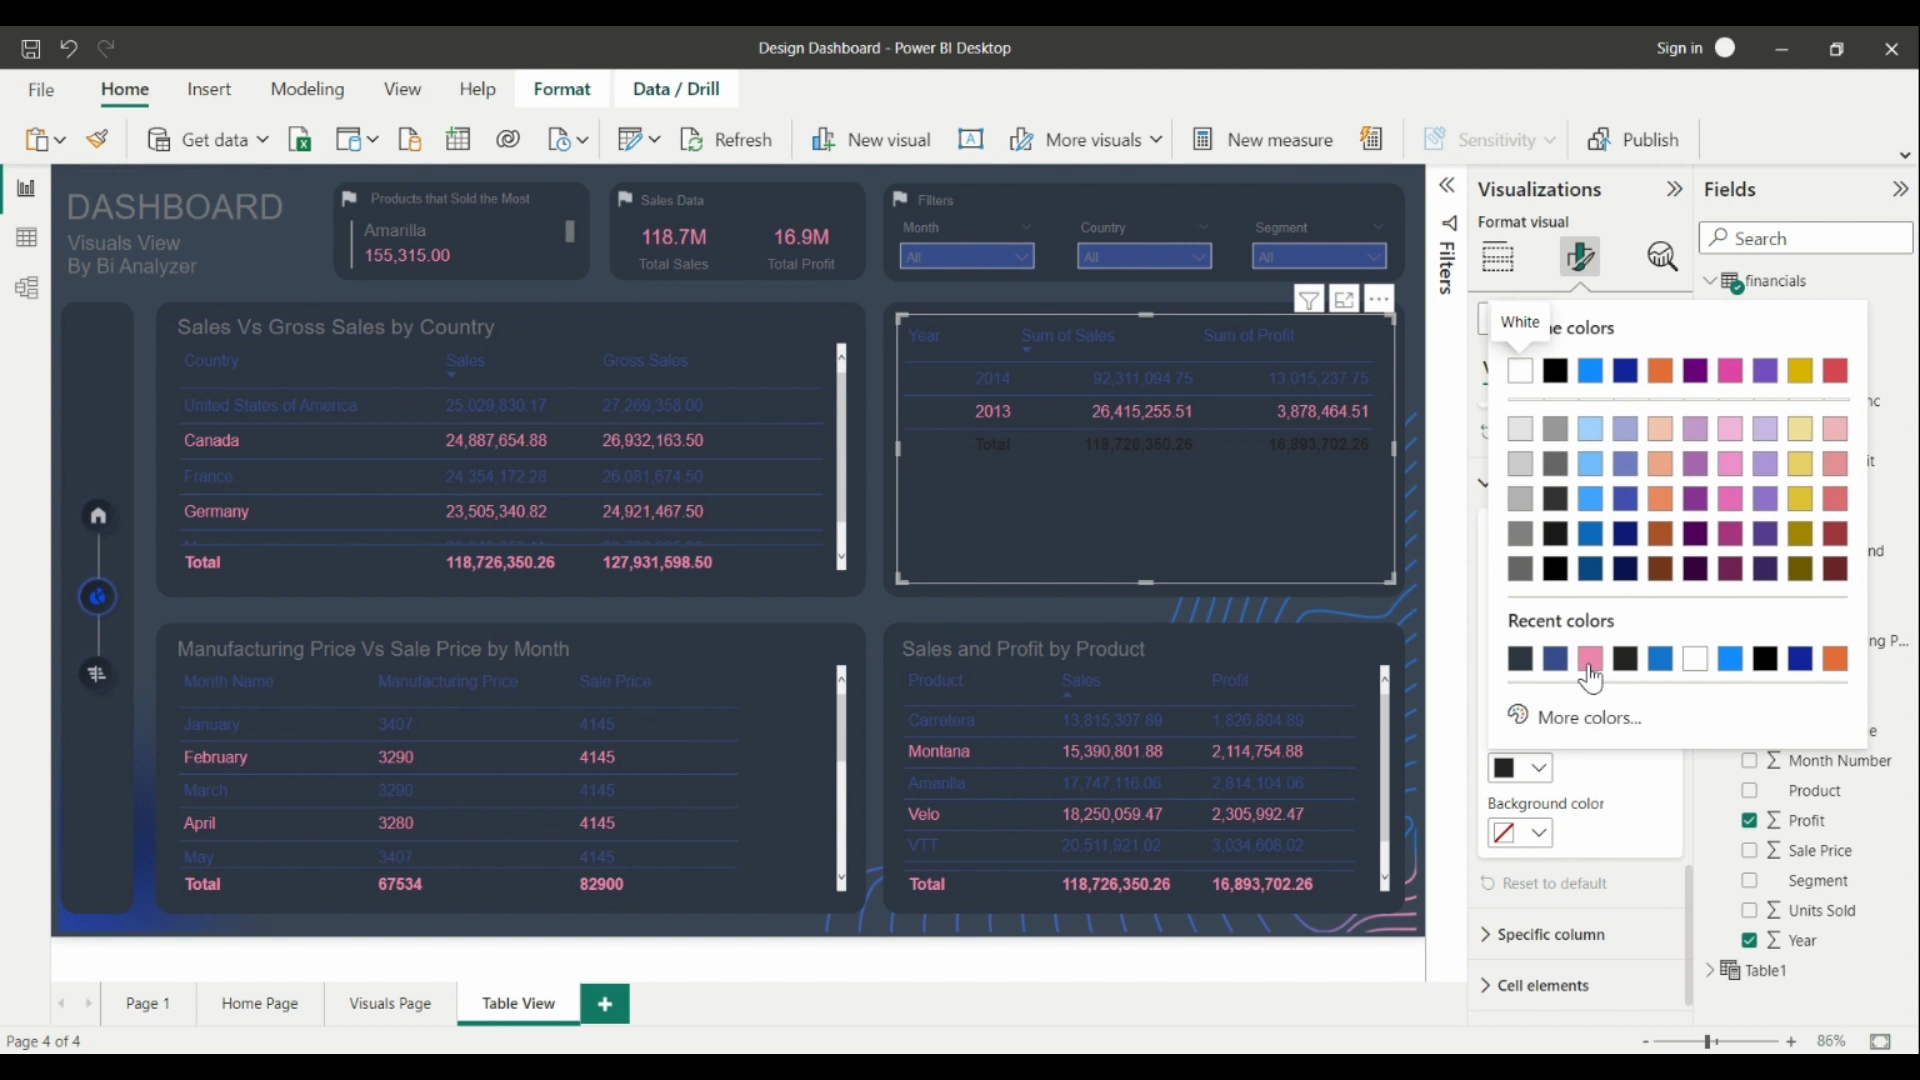 Design Dashboard - Power BI Desktop
Sign in
File
Home
Insert
Modeling
View
Help
Format
Data / Drill
Get data
Refresh
New visual
More visuals
New measure
Sensitivity
Publish
DASHBOARD
Visuals View
By Bi Analyzer
Products that Sold the Most
Amarilla
155,315.00
Sales Data
118.7M
16.9M
Total Sales
Total Profit
Filters
Month
Country
Segment
All
All
All
Sales Vs Gross Sales by Country
Country Sales Gross Sales
United States of America 25,029,830.17 27,269,358.00
Canada 24,887,654.88 26,932,163.50
France 24,354,172.28 26,081,674.50
Germany 23,505,340.82 24,921,467.50
Total 118,726,350.26 127,931,598.50
Year Sum of Sales Sum of Profit
2014 92,311,094.75 13,015,237.75
2013 26,415,255.51 3,878,464.51
Total 118,726,350.26 16,893,702.26
Manufacturing Price Vs Sale Price by Month
Month Name Manufacturing Price Sale Price
January 3407 4145
February 3290 4145
March 3290 4145
April 3280 4145
May 3407 4145
Total 67534 82900
Sales and Profit by Product
Product Sales Profit
Carretera 13,815,307.89 1,826,804.89
Montana 15,390,801.88 2,114,754.88
Amarilla 17,747,116.06 2,814,104.06
Velo 18,250,059.47 2,305,992.47
VTT 20,511,921.02 3,034,608.02
Total 118,726,350.26 16,893,702.26
Filters
Visualizations
Format visual
White
e colors
Recent colors
More colors...
Background color
Reset to default
Specific column
Cell elements
Fields
Search
financials
nc
it
nd
ng P...
e
Month Number
Product
Profit
Sale Price
Segment
Units Sold
Year
Table1
Page 1
Home Page
Visuals Page
Table View
Page 4 of 4
86%